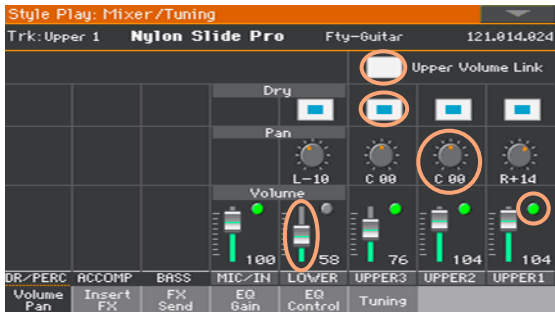 Style Play: Mixer/Tuning
Trk:Upper 1 Nylon Slide Pro Fty-Guitar 121.014.024
Upper Volume Link
Dry
Pan
L-10 C 00 C 00 R+14
Volume
100 58 76 104 104
DR/PERC ACCOMP BASS MIC/IN LOWER UPPER3 UPPER2 UPPER1
Volume Pan Insert FX FX Send EQ Gain EQ Control Tuning